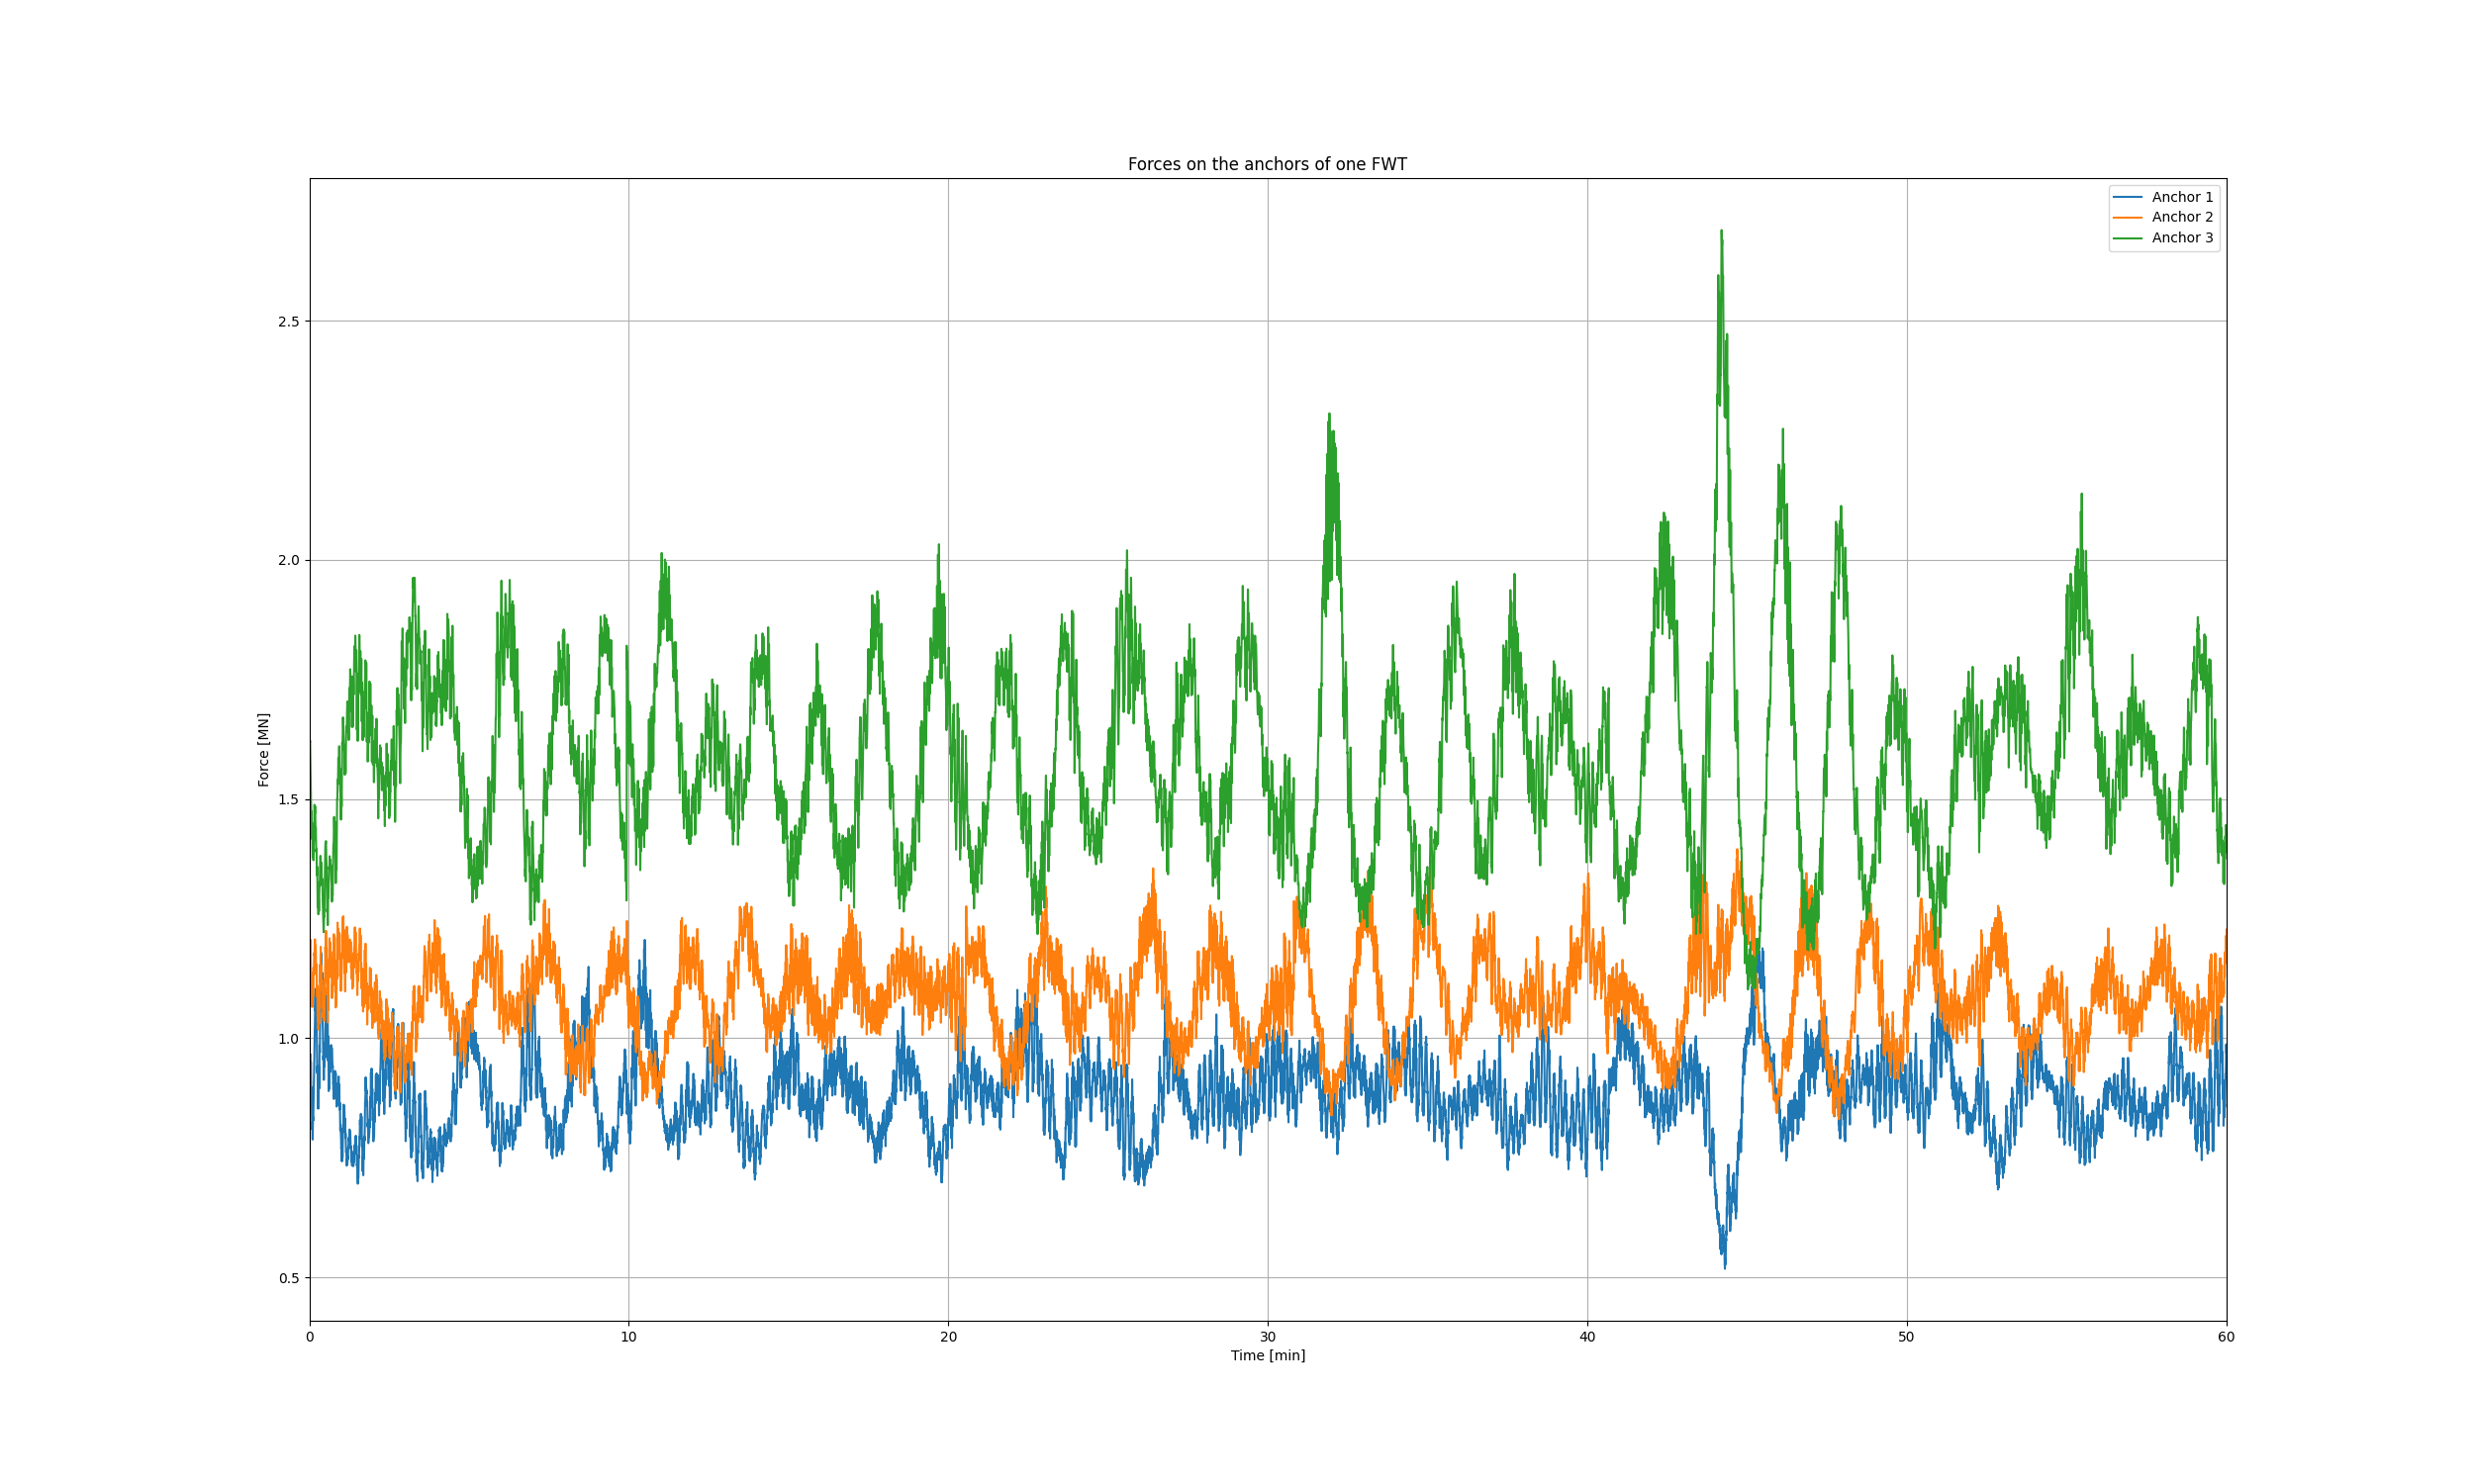 Forces on the anchors of one FWT
Anchor 1
Anchor 2
Anchor 3
Force [MN]
2.5
2.0
1.5
1.0
0.5
0 10 20 30 40 50 60
Time [min]